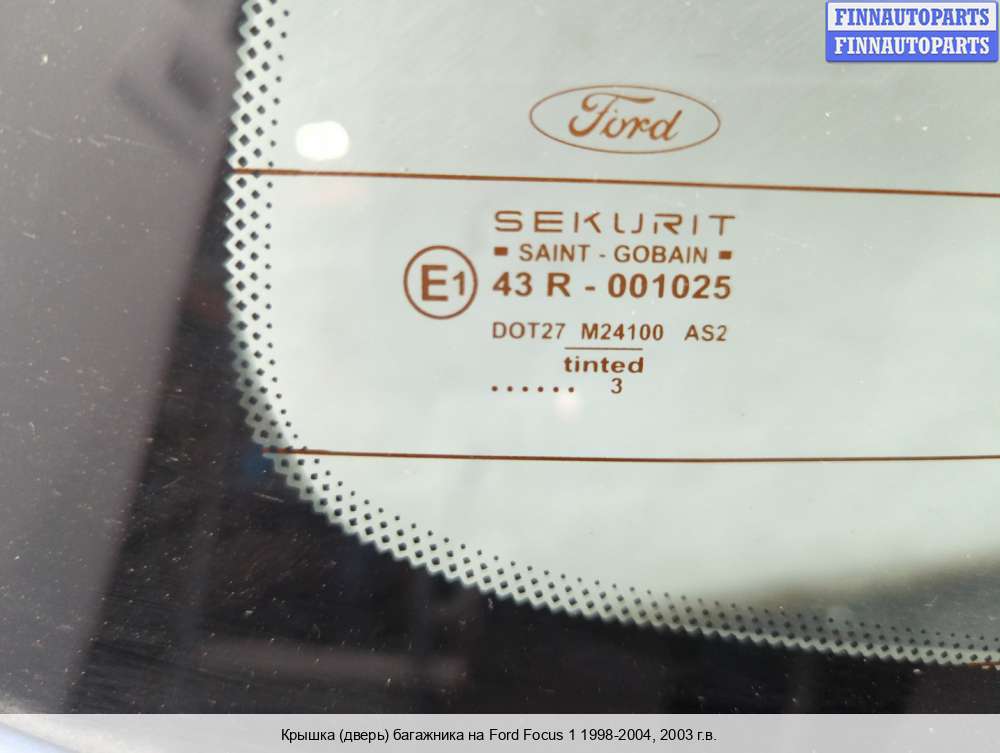 FINNAUTOPARTS
FINNAUTOPARTS
Ford
SEKURIT
SAINT - GOBAIN
E1 43 R - 001025
DOT27 M24100 AS2
tinted
...... 3
Крышка (дверь) багажника на Ford Focus 1 1998-2004, 2003 г.в.